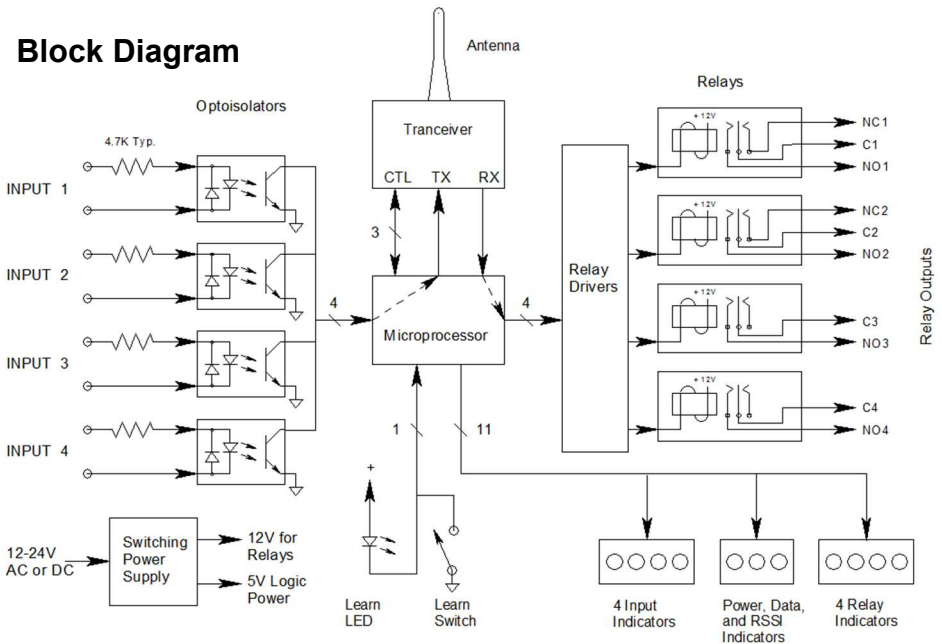 Block Diagram
Antenna
Optoisolators
Relays
4.7K Typ.
Tranceiver
CTL TX RX
INPUT 1
INPUT 2
INPUT 3
INPUT 4
3
4
Microprocessor
4
1
11
Relay
Drivers
+ 12V
NC1
C1
NO1
+ 12V
NC2
C2
NO2
+ 12V
C3
NO3
+ 12V
C4
NO4
Relay Outputs
12-24V
AC or DC
Switching
Power
Supply
12V for
Relays
5V Logic
Power
+
Learn
LED
Learn
Switch
4 Input
Indicators
Power, Data,
and RSSI
Indicators
4 Relay
Indicators